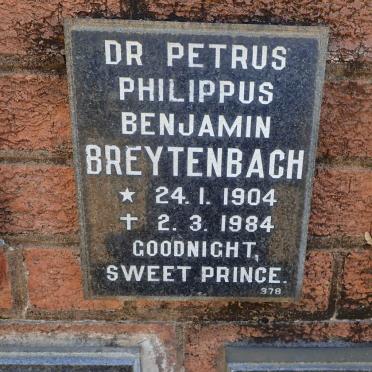 DR PETRUS
PHILIPPUS
BENJAMIN
BREYTENBACH
★ 24. 1. 1904
✝ 2. 3. 1984
GOODNIGHT,
SWEET PRINCE.
378